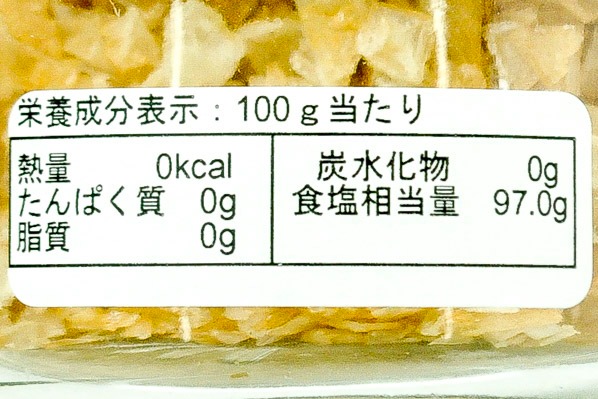 栄養成分表示：100ｇ当たり
熱量 0kcal
たんぱく質 0g
脂質 0g
炭水化物 0g
食塩相当量 97.0g